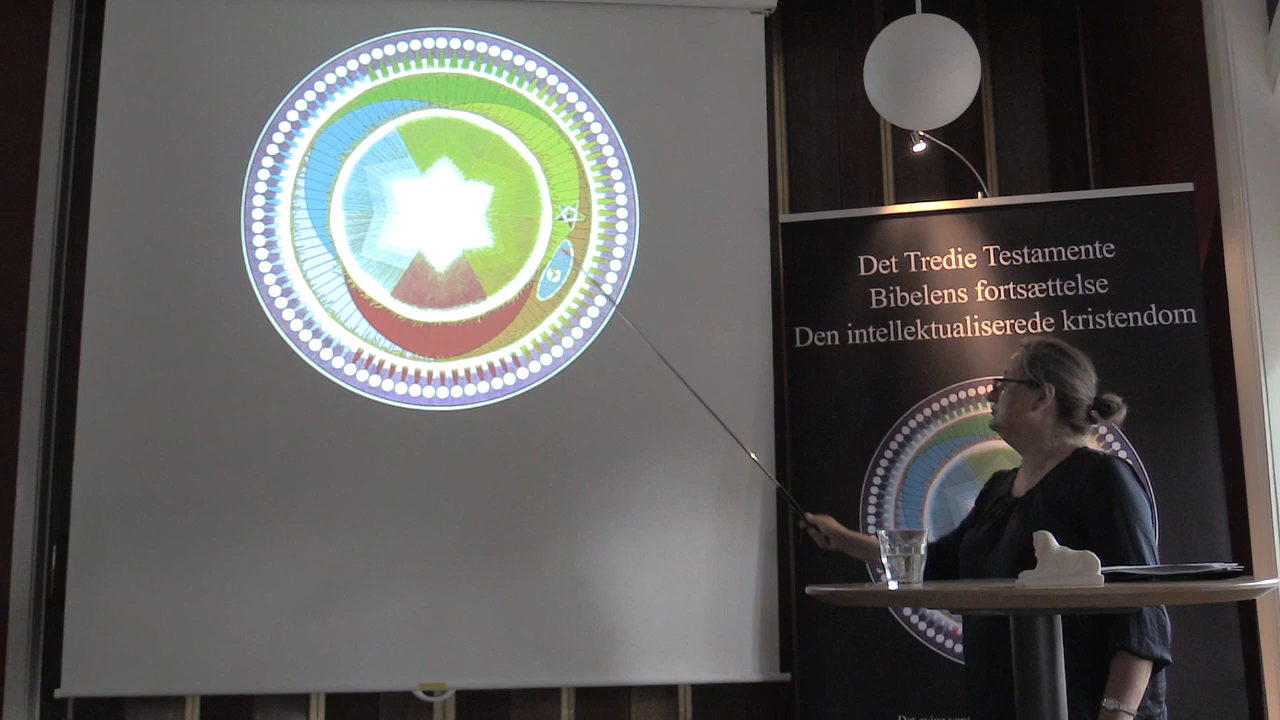 Det Tredie Testamente
Bibelens fortsættelse
Den intellektualiserede kristendom